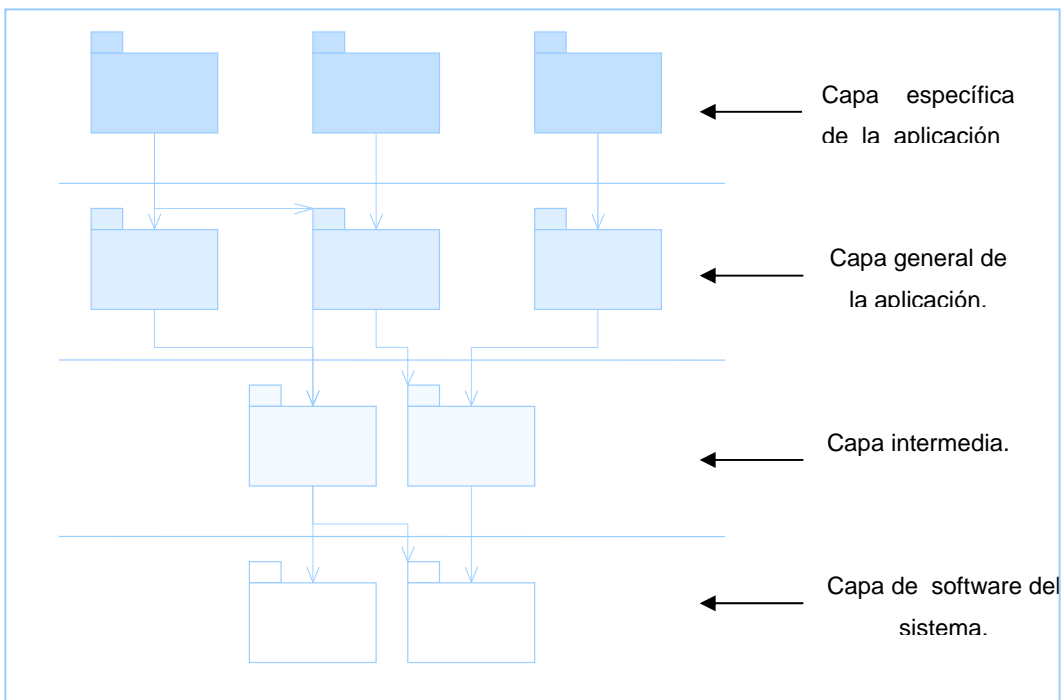 Capa específica
de la aplicación
Capa general de
la aplicación.
Capa intermedia.
Capa de software del
sistema.